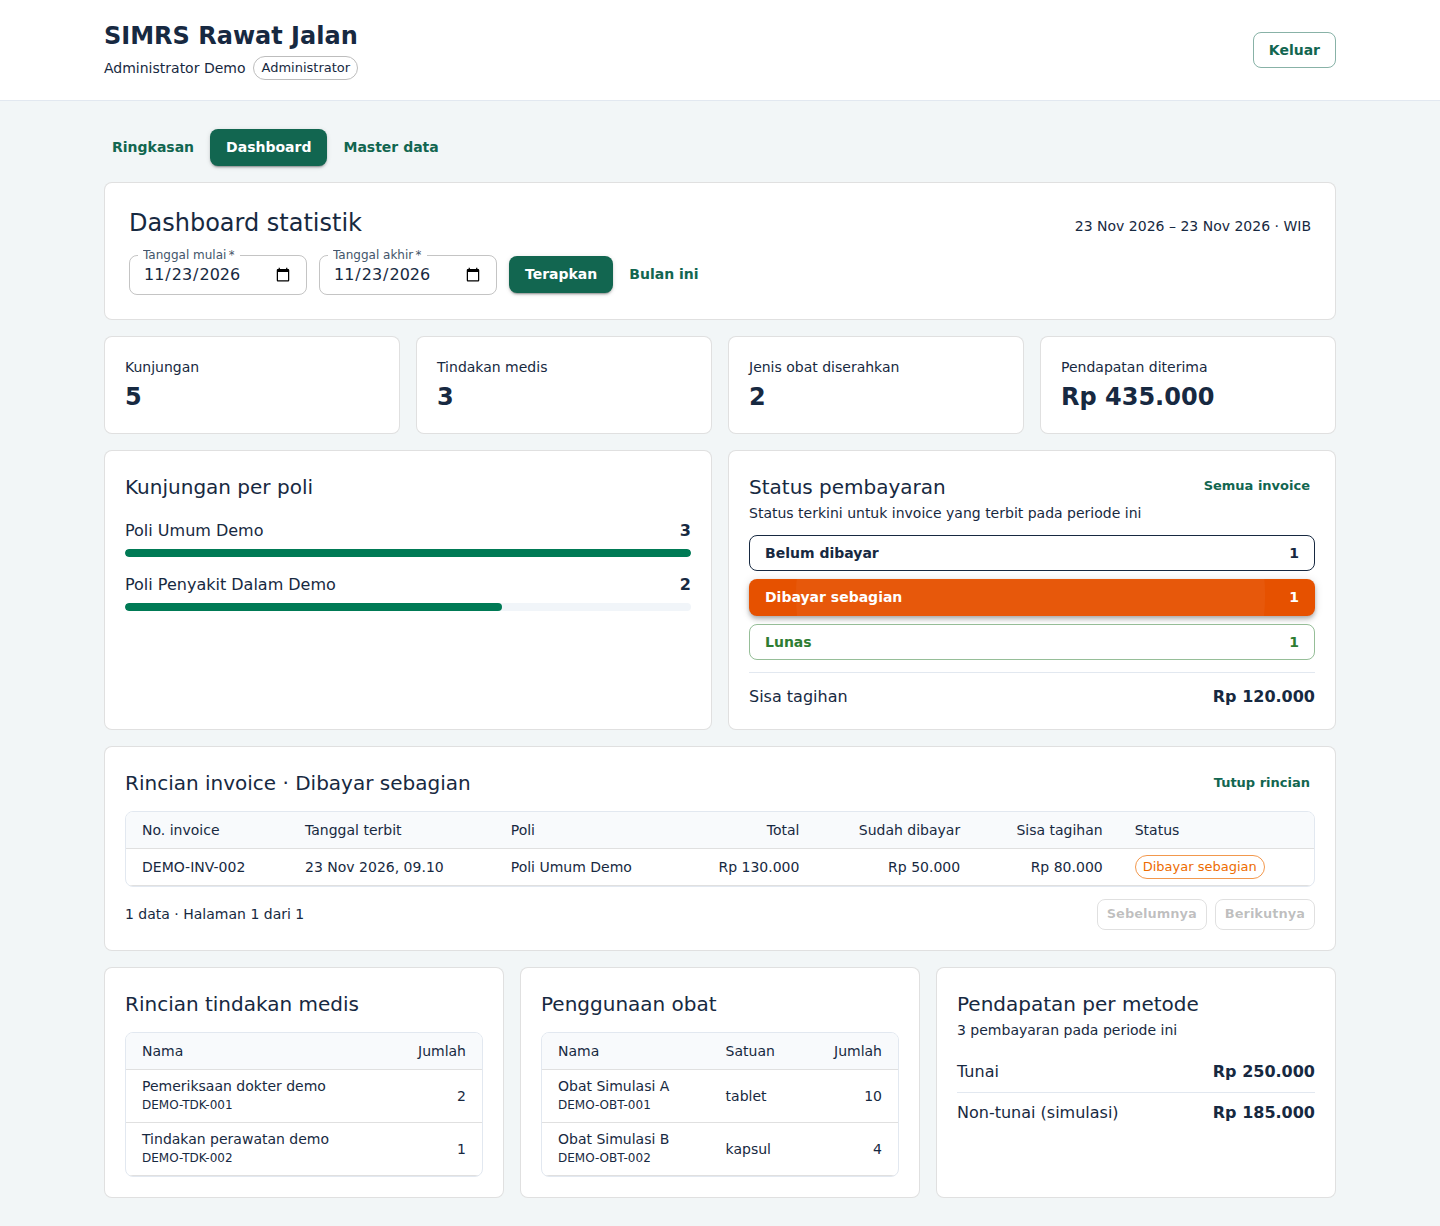 SIMRS Rawat Jalan
Administrator Demo Administrator
Keluar
Ringkasan Dashboard Master data
Dashboard statistik
23 Nov 2026 – 23 Nov 2026 · WIB
Tanggal mulai * Tanggal akhir *
11/23/2026 11/23/2026 Terapkan Bulan ini
Kunjungan
5
Tindakan medis
3
Jenis obat diserahkan
2
Pendapatan diterima
Rp 435.000
Kunjungan per poli
Poli Umum Demo 3
Poli Penyakit Dalam Demo 2
Status pembayaran Semua invoice
Status terkini untuk invoice yang terbit pada periode ini
Belum dibayar 1
Dibayar sebagian 1
Lunas 1
Sisa tagihan Rp 120.000
Rincian invoice · Dibayar sebagian Tutup rincian
No. invoice Tanggal terbit Poli Total Sudah dibayar Sisa tagihan Status
DEMO-INV-002 23 Nov 2026, 09.10 Poli Umum Demo Rp 130.000 Rp 50.000 Rp 80.000 Dibayar sebagian
1 data · Halaman 1 dari 1 Sebelumnya Berikutnya
Rincian tindakan medis
Nama Jumlah
Pemeriksaan dokter demo 2
DEMO-TDK-001
Tindakan perawatan demo 1
DEMO-TDK-002
Penggunaan obat
Nama Satuan Jumlah
Obat Simulasi A tablet 10
DEMO-OBT-001
Obat Simulasi B kapsul 4
DEMO-OBT-002
Pendapatan per metode
3 pembayaran pada periode ini
Tunai Rp 250.000
Non-tunai (simulasi) Rp 185.000